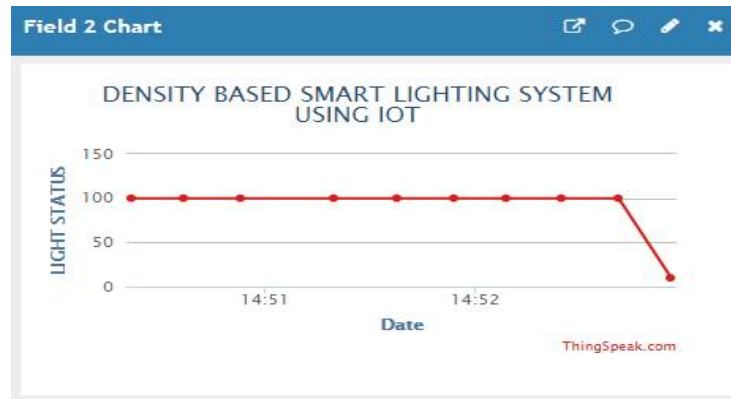 Field 2 Chart
DENSITY BASED SMART LIGHTING SYSTEM
USING IOT
LIGHT STATUS
150
100
50
0
14:51
14:52
Date
ThingSpeak.com